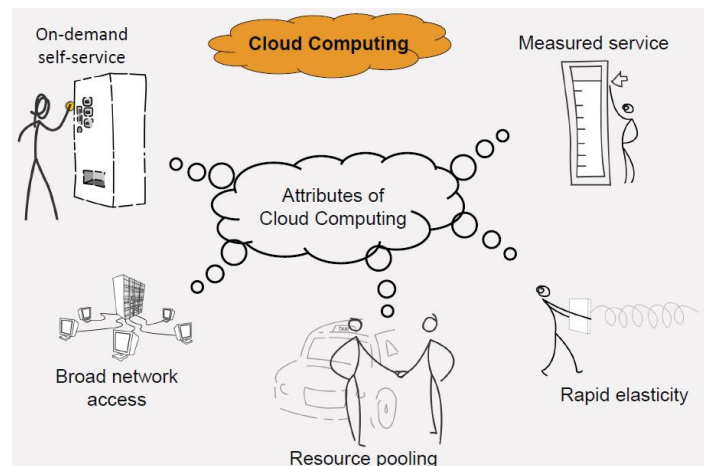 On-demand
self-service
Cloud Computing
Measured service
Attributes of
Cloud Computing
Broad network
access
TAXI
Resource pooling
Rapid elasticity